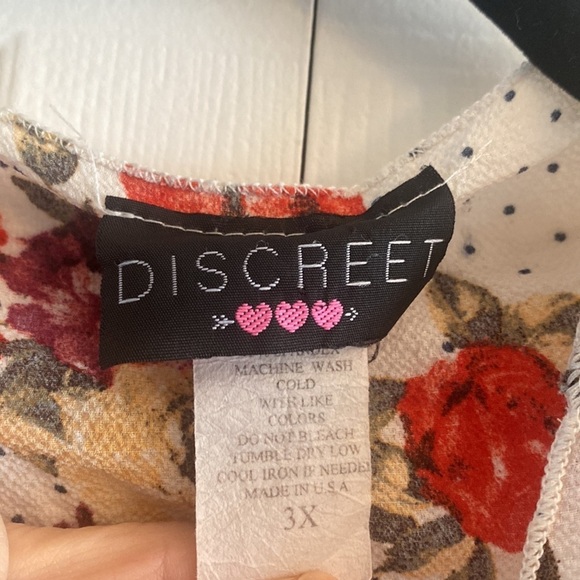 DISCREET
MACHINE WASH
COLD
WITH LIKE
COLORS
DO NOT BLEACH
TUMBLE DRY LOW
COOL IRON IF NEEDED
MADE IN U.S.A
3X